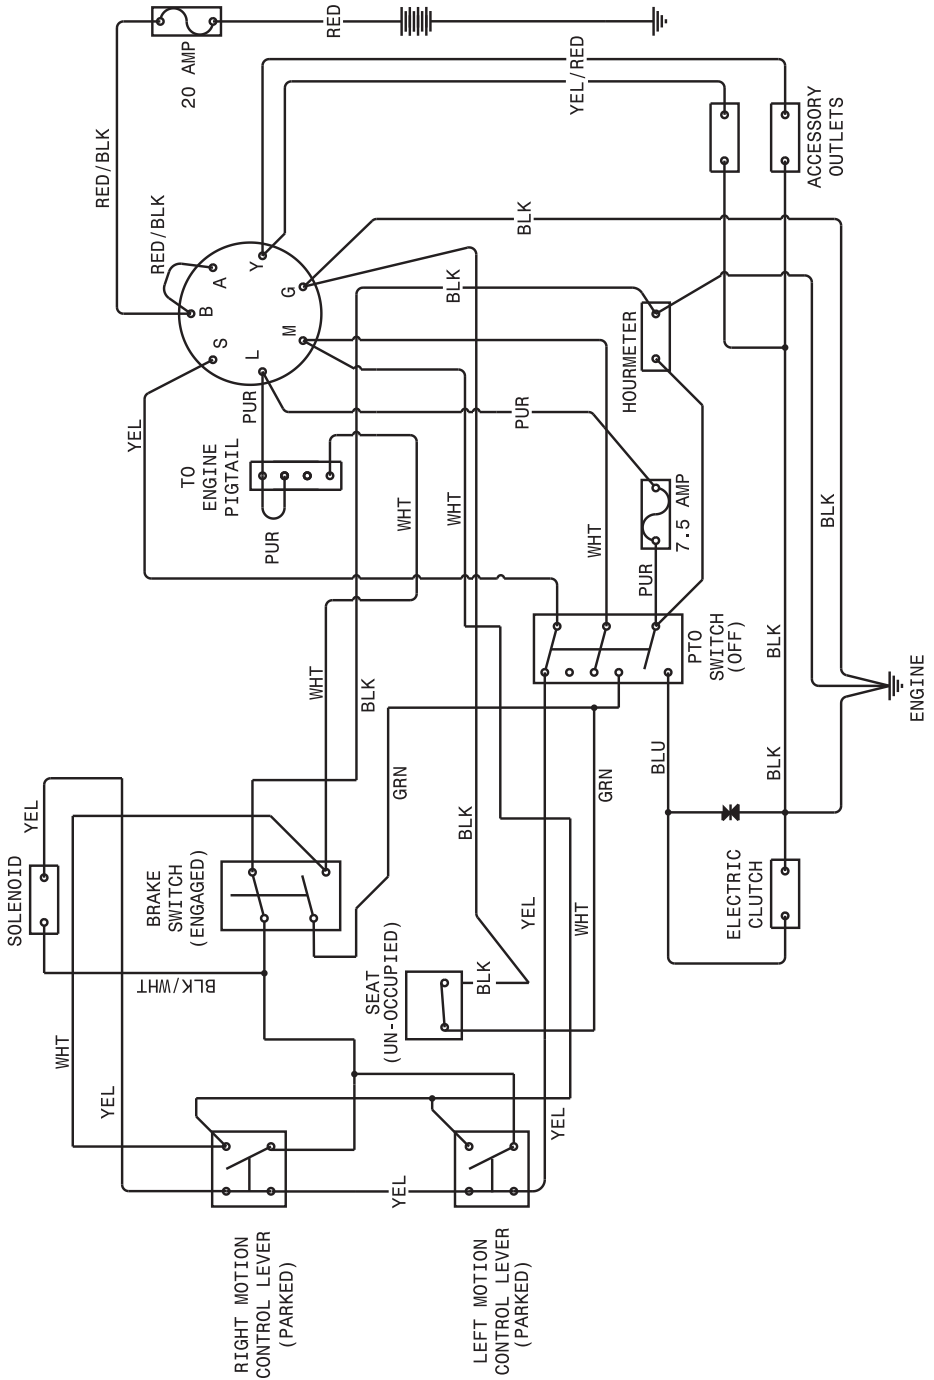 RED
20 AMP
RED/BLK
RED/BLK
YEL/RED
ACCESSORY
OUTLETS
BLK
BLK
A
B
S
L
M
G
Y
PUR
YEL
TO
ENGINE
PIGTAIL
PUR
HOURMETER
PUR
7.5 AMP
PUR
WHT
WHT
WHT
BLK
BLK
PTO
SWITCH
(OFF)
ENGINE
WHT
BLK
GRN
GRN
BLU
BLK
YEL
SOLENOID
BRAKE
SWITCH
(ENGAGED)
BLK
ELECTRIC
CLUTCH
YEL
WHT
BLK/WHT
SEAT
(UN-OCCUPIED)
BLK
WHT
YEL
YEL
YEL
RIGHT MOTION
CONTROL LEVER
(PARKED)
LEFT MOTION
CONTROL LEVER
(PARKED)